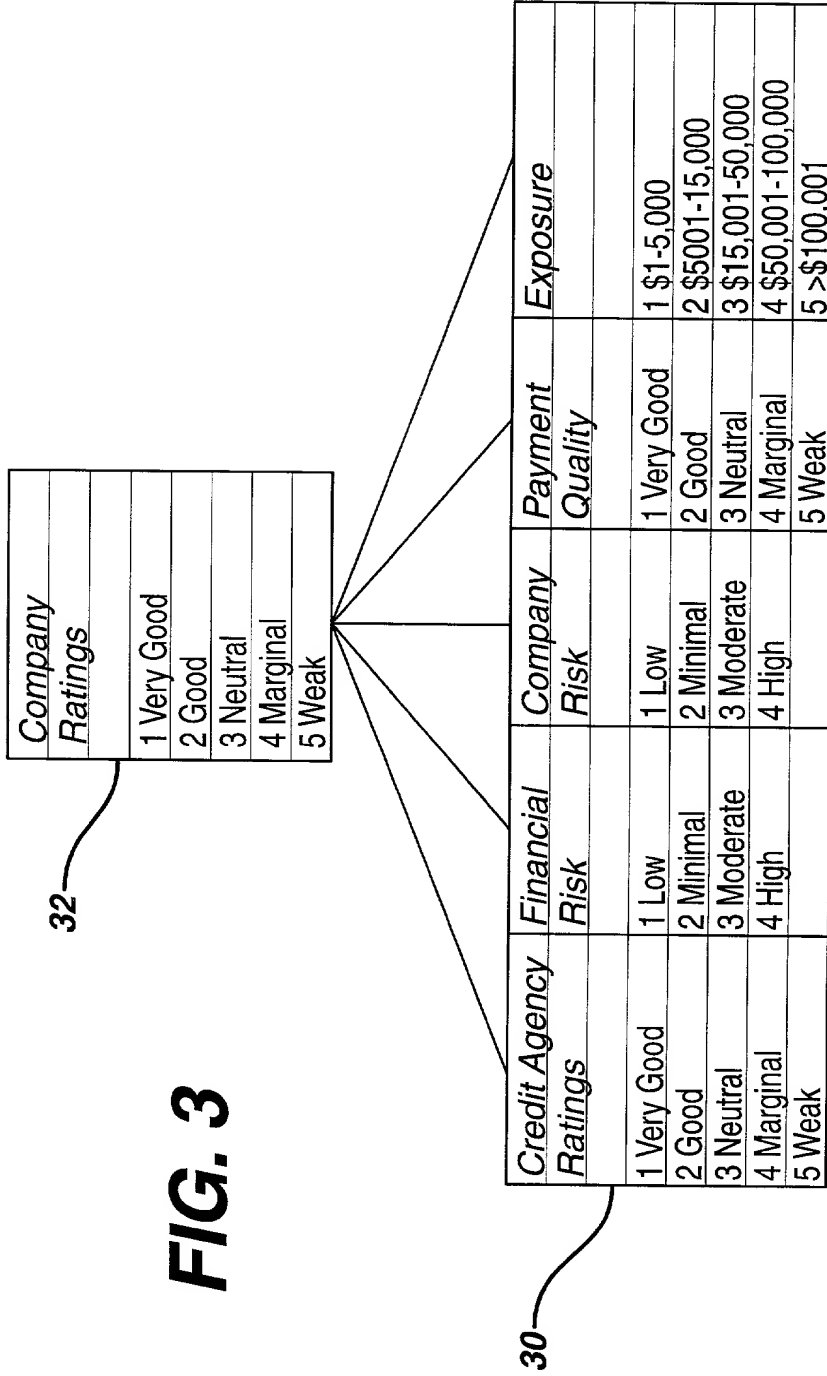 FIG. 3
32
Company
Ratings
1 Very Good
2 Good
3 Neutral
4 Marginal
5 Weak
30
Credit Agency Financial Company Payment Exposure
Ratings Risk Risk Quality
1 Very Good 1 Low 1 Low 1 Very Good 1 $1-5,000
2 Good 2 Minimal 2 Minimal 2 Good 2 $5001-15,000
3 Neutral 3 Moderate 3 Moderate 3 Neutral 3 $15,001-50,000
4 Marginal 4 High 4 High 4 Marginal 4 $50,001-100,000
5 Weak 5 Weak 5 >$100.001